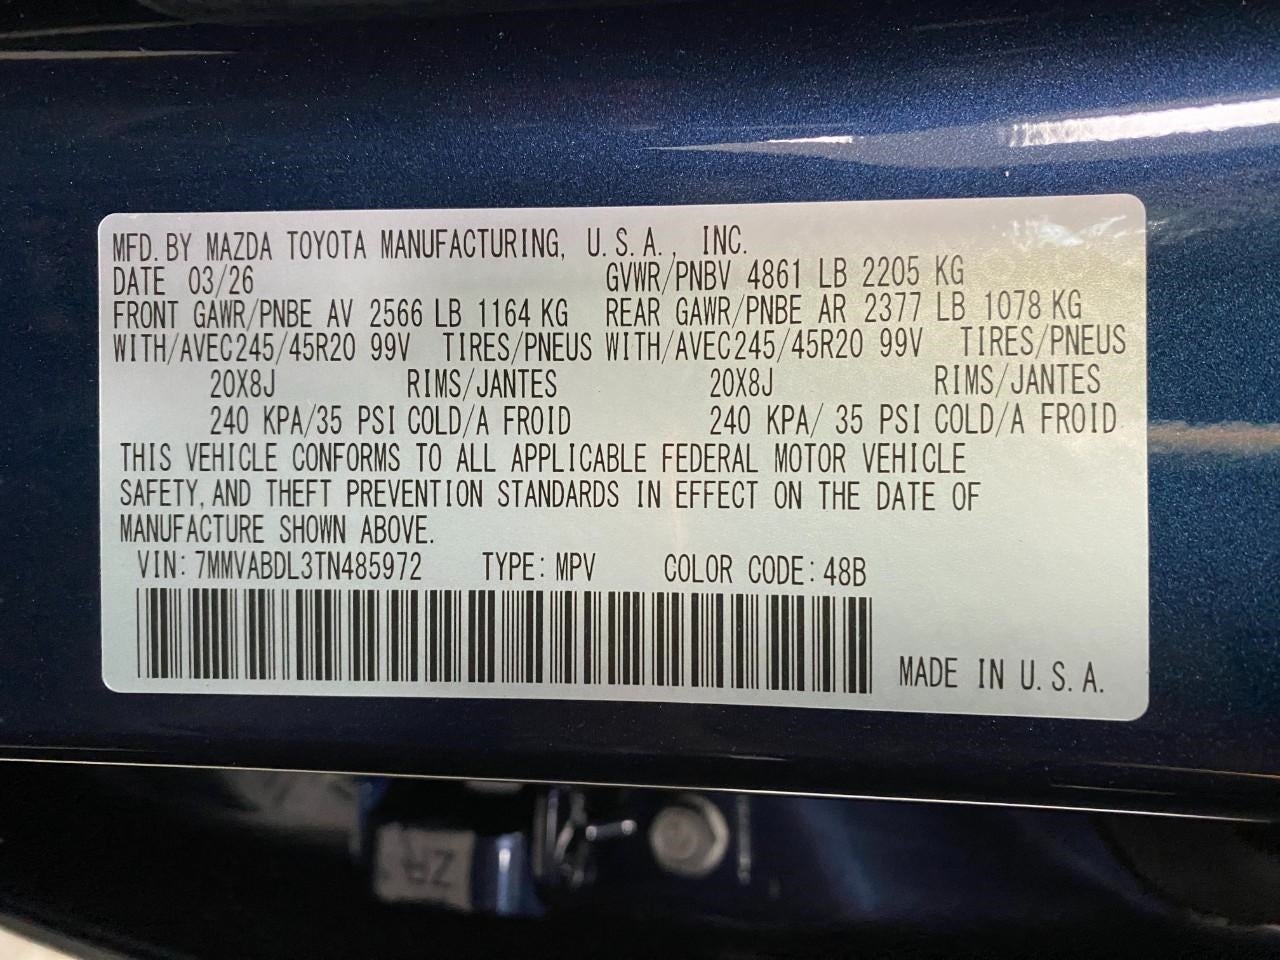 MFD. BY MAZDA TOYOTA MANUFACTURING, U.S.A., INC.
DATE 03/26 GVWR/PNBV 4861 LB 2205 KG
FRONT GAWR/PNBE AV 2566 LB 1164 KG REAR GAWR/PNBE AR 2377 LB 1078 KG
WITH/AVEC245/45R20 99V TIRES/PNEUS WITH/AVEC245/45R20 99V TIRES/PNEUS
20X8J RIMS/JANTES 20X8J RIMS/JANTES
240 KPA/35 PSI COLD/A FROID 240 KPA/ 35 PSI COLD/A FROID
THIS VEHICLE CONFORMS TO ALL APPLICABLE FEDERAL MOTOR VEHICLE
SAFETY, AND THEFT PREVENTION STANDARDS IN EFFECT ON THE DATE OF
MANUFACTURE SHOWN ABOVE.
VIN: 7MMVABDL3TN485972 TYPE: MPV COLOR CODE: 48B
MADE IN U.S.A.